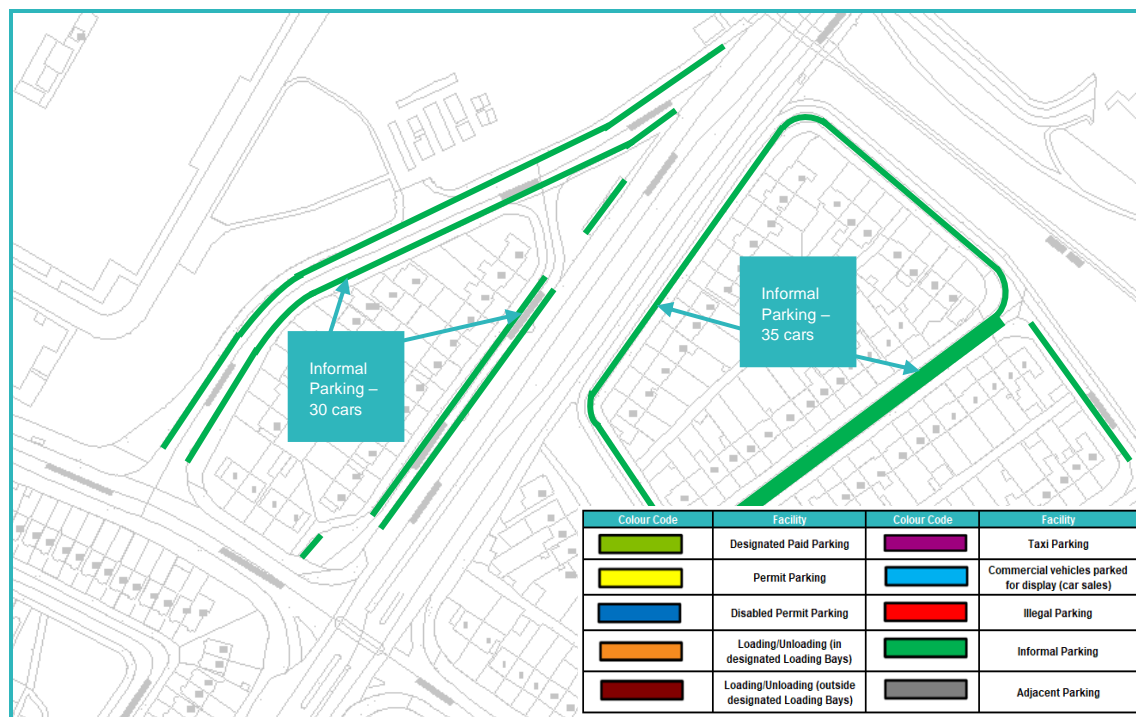 Informal
Parking –
35 cars
Informal
Parking –
30 cars
Colour Code Facility Colour Code Facility
Designated Paid Parking Taxi Parking
Permit Parking Commercial vehicles parked
for display (car sales)
Disabled Permit Parking Illegal Parking
Loading/Unloading (in
designated Loading Bays) Informal Parking
Loading/Unloading (outside
designated Loading Bays) Adjacent Parking